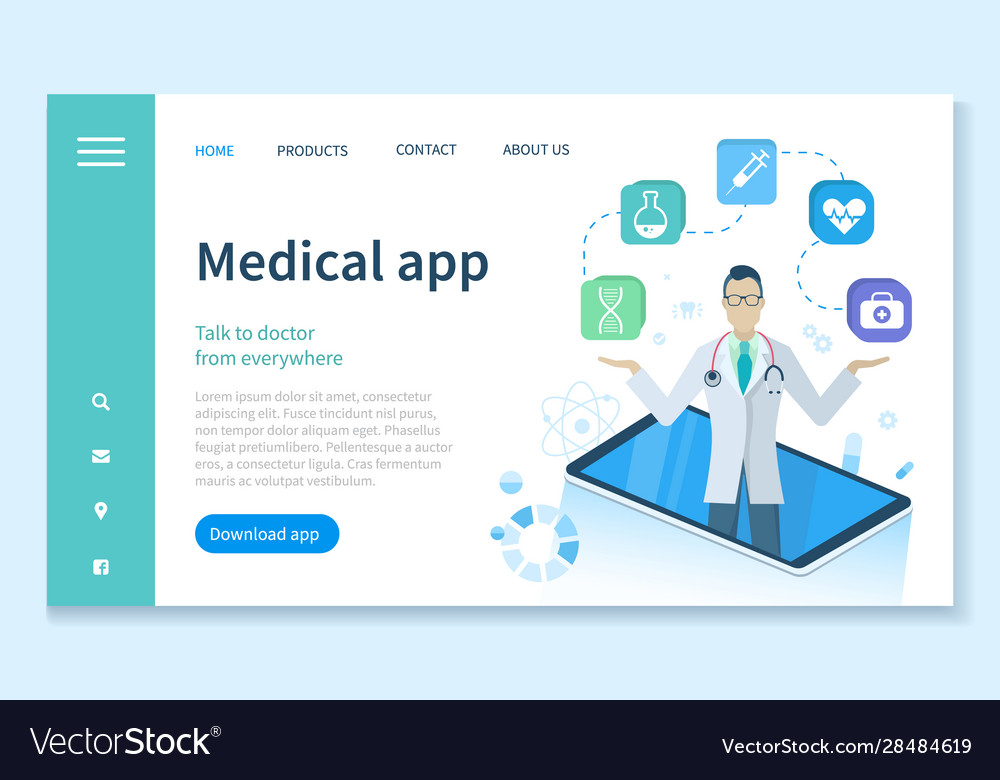 HOME PRODUCTS CONTACT ABOUT US
Medical app
Talk to doctor
from everywhere
Lorem ipsum dolor sit amet, consectetur
adipiscing elit. Fusce tincidunt nisl purus,
non tempor dolor aliquam eget. Phasellus
feugiat pretiumlibero. Pellentesque a auctor
eros, a consectetur ligula. Cras fermentum
mauris ac volutpat vestibulum.
Download app
VectorStock®
VectorStock.com/28484619